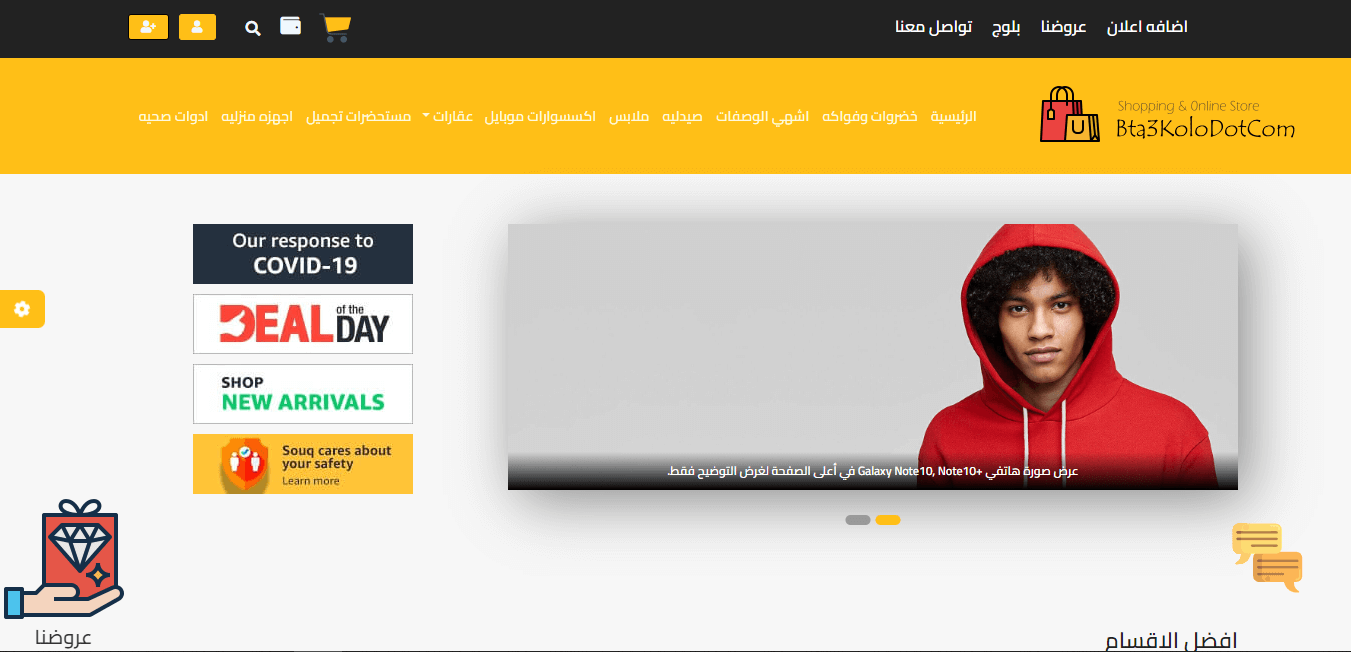 اضافه اعلان
عروضنا
بلوج
تواصل معنا
Shopping & Online Store
Bta3KoloDotCom
الرئيسية
خضروات وفواكه
اشهي الوصفات
صيدليه
ملابس
اكسسوارات موبايل
عقارات
مستحضرات تجميل
اجهزه منزليه
ادوات صحيه
عرض صورة هاتفي Galaxy Note10, Note10+ في أعلى الصفحة لغرض التوضيح فقط.
Our response to
COVID-19
DEAL of the DAY
SHOP
NEW ARRIVALS
Souq cares about
your safety
Learn more
عروضنا
افضل الاقسام